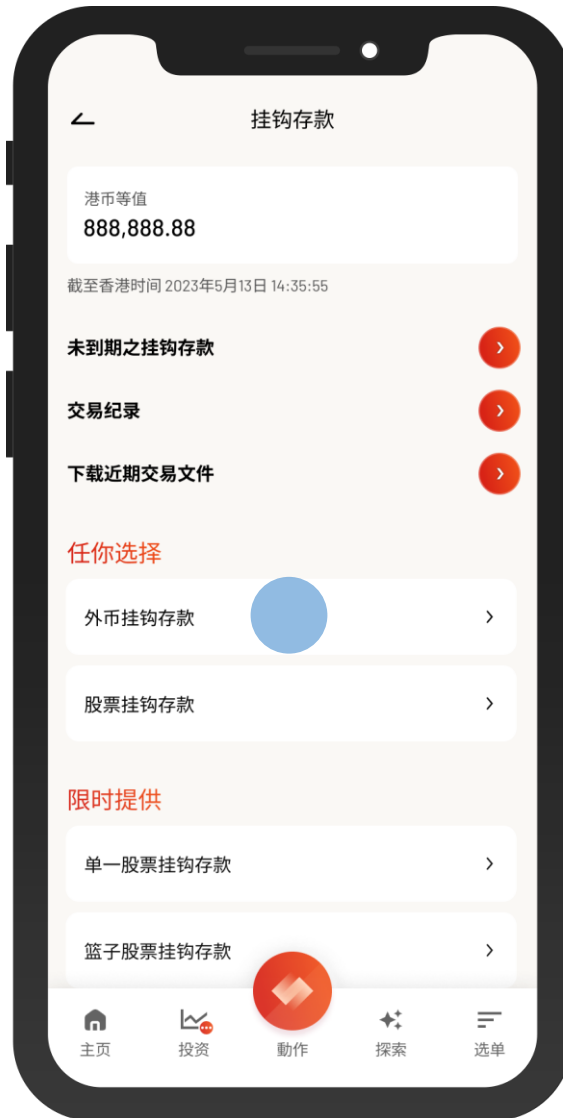 挂钩存款
港币等值
888,888.88
截至香港时间 2023年5月13日 14:35:55
未到期之挂钩存款
交易纪录
下载近期交易文件
任你选择
外币挂钩存款
股票挂钩存款
限时提供
单一股票挂钩存款
篮子股票挂钩存款
主页
投资
動作
探索
选单